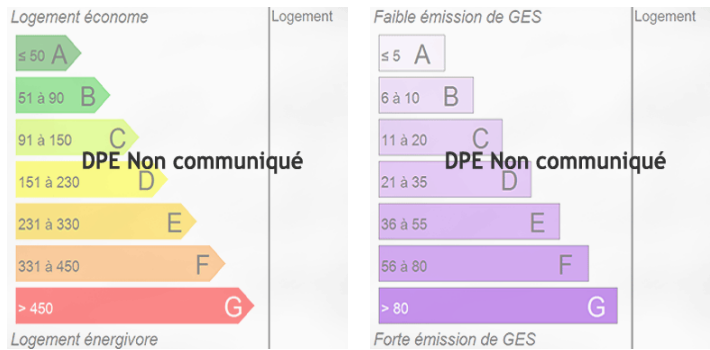 Logement économe
Logement
≤ 50 A
51 à 90 B
91 à 150 C
DPE Non communiqué
151 à 230 D
231 à 330 E
331 à 450 F
> 450 G
Logement énergivore
Faible émission de GES
Logement
≤ 5 A
6 à 10 B
11 à 20 C
DPE Non communiqué
21 à 35 D
36 à 55 E
56 à 80 F
> 80 G
Forte émission de GES